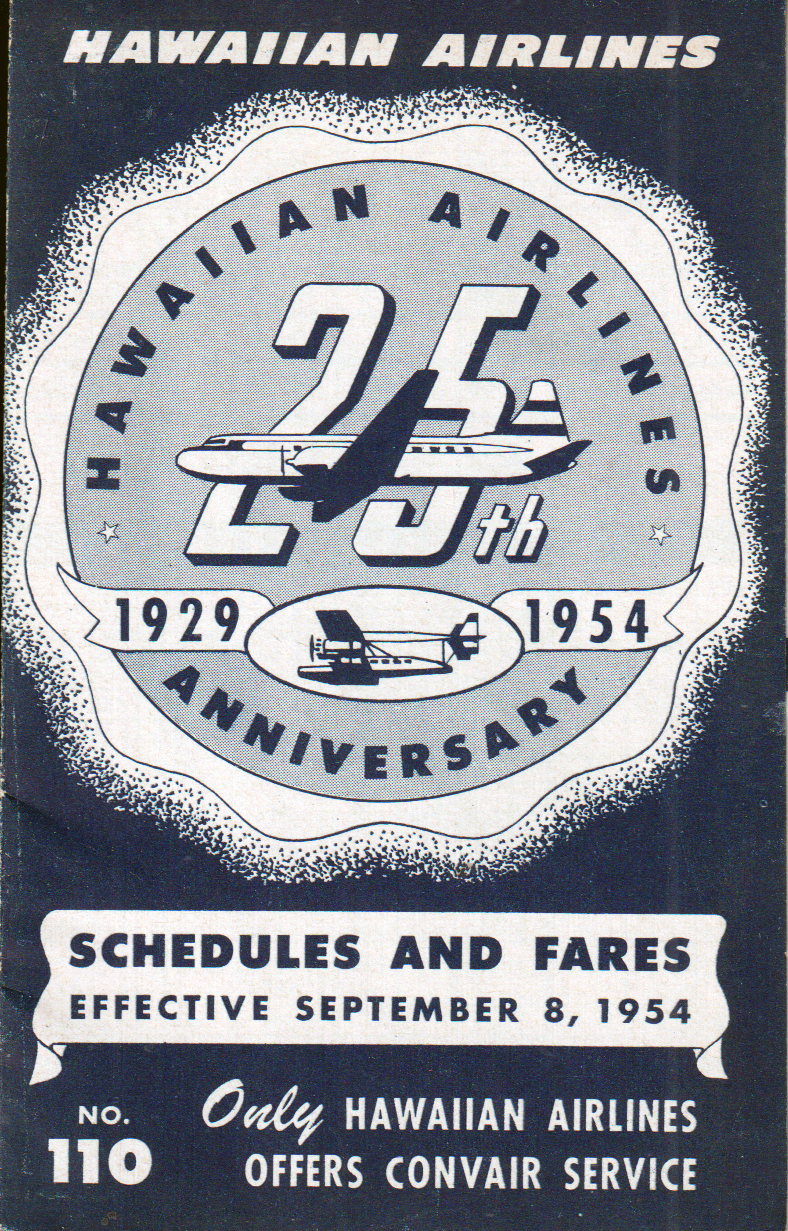 HAWAIIAN AIRLINES
HAWAIIAN AIRLINES
25th
1929 1954
ANNIVERSARY
SCHEDULES AND FARES
EFFECTIVE SEPTEMBER 8, 1954
NO.
110
Only HAWAIIAN AIRLINES
OFFERS CONVAIR SERVICE